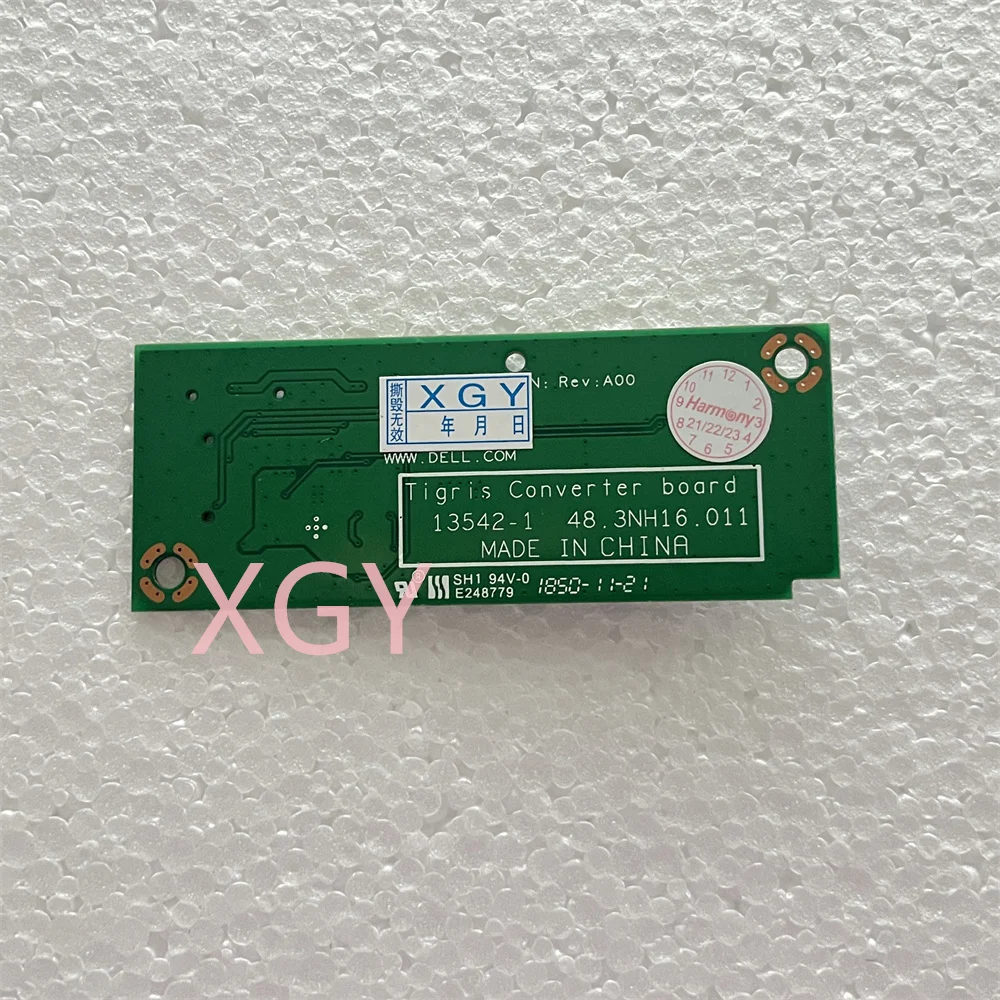 N: Rev:A00
撕毁无效
XGY
年 月 日
11 12 1
10 2
9 Harmony 3
8 21/22/23 4
7 6 5
WWW.DELL.COM
Tigris Converter board
13542-1 48.3NH16.011
MADE IN CHINA
SH1 94V-0
E248779 1850-11-21
XGY